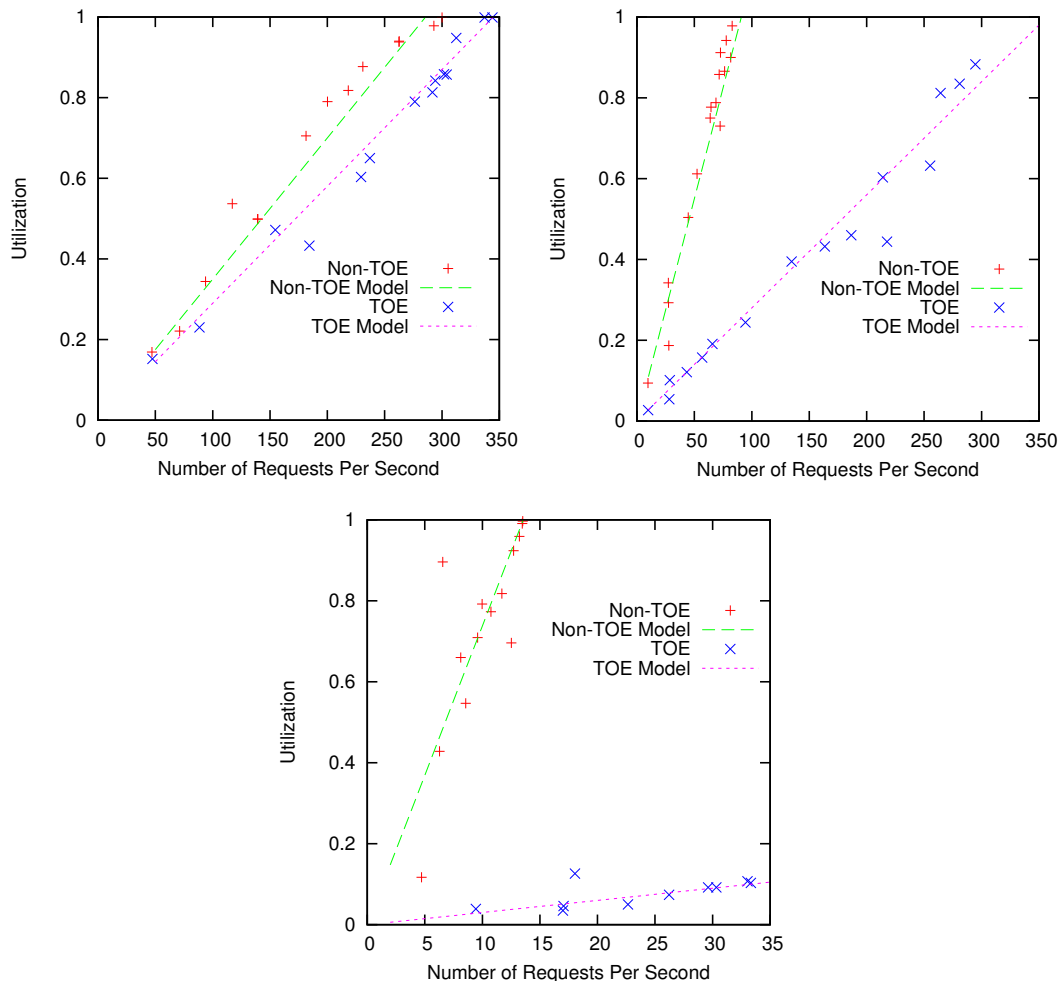 1
0.8
0.6
0.4
0.2
0
Utilization
Non-TOE
Non-TOE Model
TOE
TOE Model
0 50 100 150 200 250 300 350
Number of Requests Per Second
1
0.8
0.6
0.4
0.2
0
Utilization
Non-TOE
Non-TOE Model
TOE
TOE Model
0 50 100 150 200 250 300 350
Number of Requests Per Second
1
0.8
0.6
0.4
0.2
0
Utilization
Non-TOE
Non-TOE Model
TOE
TOE Model
0 5 10 15 20 25 30 35
Number of Requests Per Second